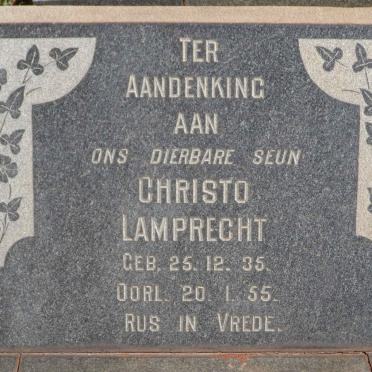 TER
AANDENKING
AAN
ONS DIERBARE SEUN
CHRISTO
LAMPRECHT
GEB. 25. 12. 35.
OORL. 20. 1. 55.
RUS IN VREDE.